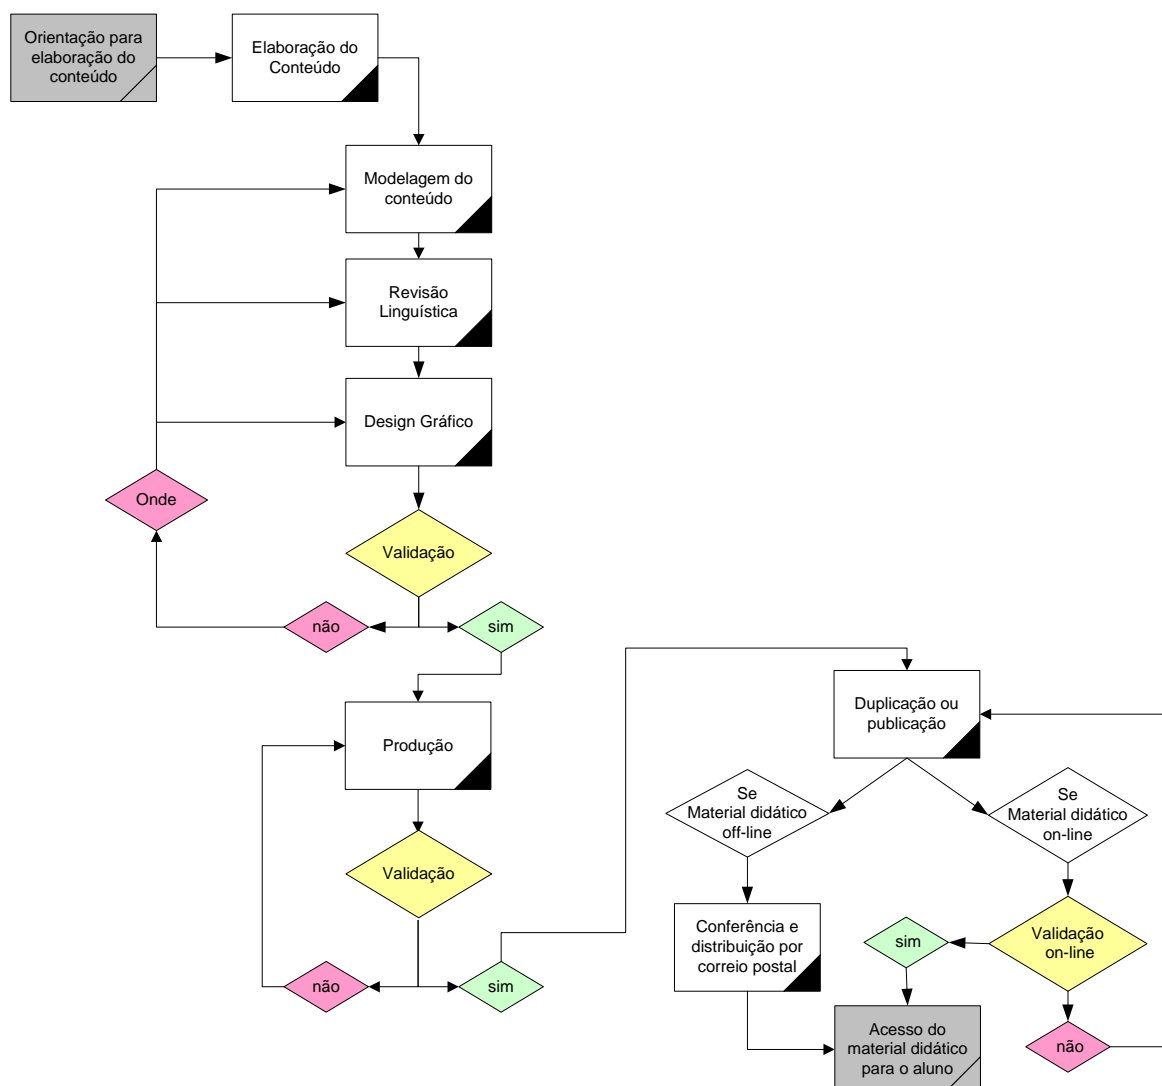 Orientação para
elaboração do
conteúdo
Elaboração do
Conteúdo
Modelagem do
conteúdo
Revisão
Linguística
Design Gráfico
Onde
Validação
não
sim
Produção
Validação
não
sim
Duplicação ou
publicação
Se
Material didático
off-line
Se
Material didático
on-line
Conferência e
distribuição por
correio postal
sim
Validação
on-line
Acesso do
material didático
para o aluno
não